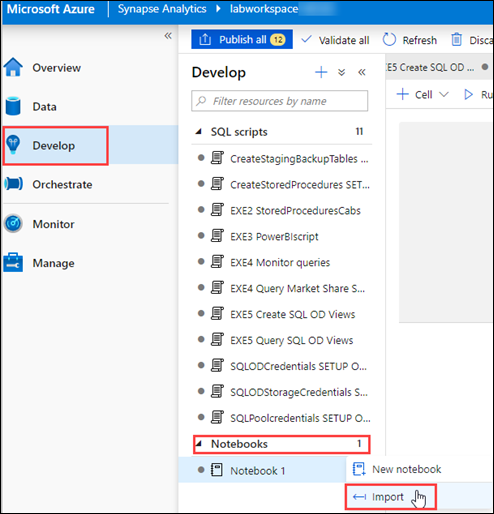 Microsoft Azure Synapse Analytics ▸ labworkspace
Publish all 12 Validate all Refresh Disca
Overview
Data
Develop
Orchestrate
Monitor
Manage
Develop
Filter resources by name
SQL scripts 11
CreateStagingBackupTables ...
CreateStoredProcedures SET...
EXE2 StoredProceduresCabs
EXE3 PowerBIscript
EXE4 Monitor queries
EXE4 Query Market Share S...
EXE5 Create SQL OD Views
EXE5 Query SQL OD Views
SQLODCredentials SETUP O...
SQLODStorageCredentials S...
SQLPoolcredentials SETUP O...
Notebooks 1
Notebook 1
EXE5 Create SQL OD ...
Cell Ru
New notebook
Import